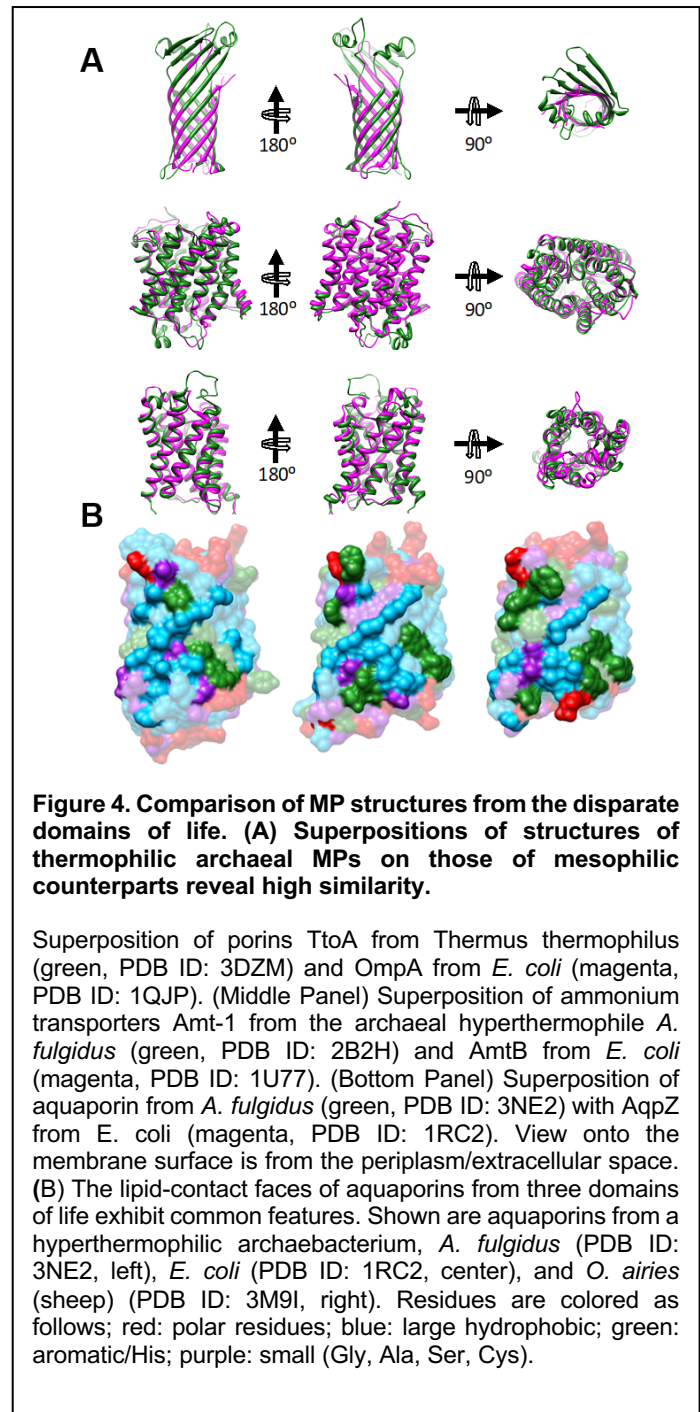 A
180º
90º
180º
90º
180º
90º
B
Figure 4. Comparison of MP structures from the disparate
domains of life. (A) Superpositions of structures of
thermophilic archaeal MPs on those of mesophilic
counterparts reveal high similarity.
Superposition of porins TtoA from Thermus thermophilus
(green, PDB ID: 3DZM) and OmpA from E. coli (magenta,
PDB ID: 1QJP). (Middle Panel) Superposition of ammonium
transporters Amt-1 from the archaeal hyperthermophile A.
fulgidus (green, PDB ID: 2B2H) and AmtB from E. coli
(magenta, PDB ID: 1U77). (Bottom Panel) Superposition of
aquaporin from A. fulgidus (green, PDB ID: 3NE2) with AqpZ
from E. coli (magenta, PDB ID: 1RC2). View onto the
membrane surface is from the periplasm/extracellular space.
(B) The lipid-contact faces of aquaporins from three domains
of life exhibit common features. Shown are aquaporins from a
hyperthermophilic archaebacterium, A. fulgidus (PDB ID:
3NE2, left), E. coli (PDB ID: 1RC2, center), and O. airies
(sheep) (PDB ID: 3M9I, right). Residues are colored as
follows; red: polar residues; blue: large hydrophobic; green:
aromatic/His; purple: small (Gly, Ala, Ser, Cys).